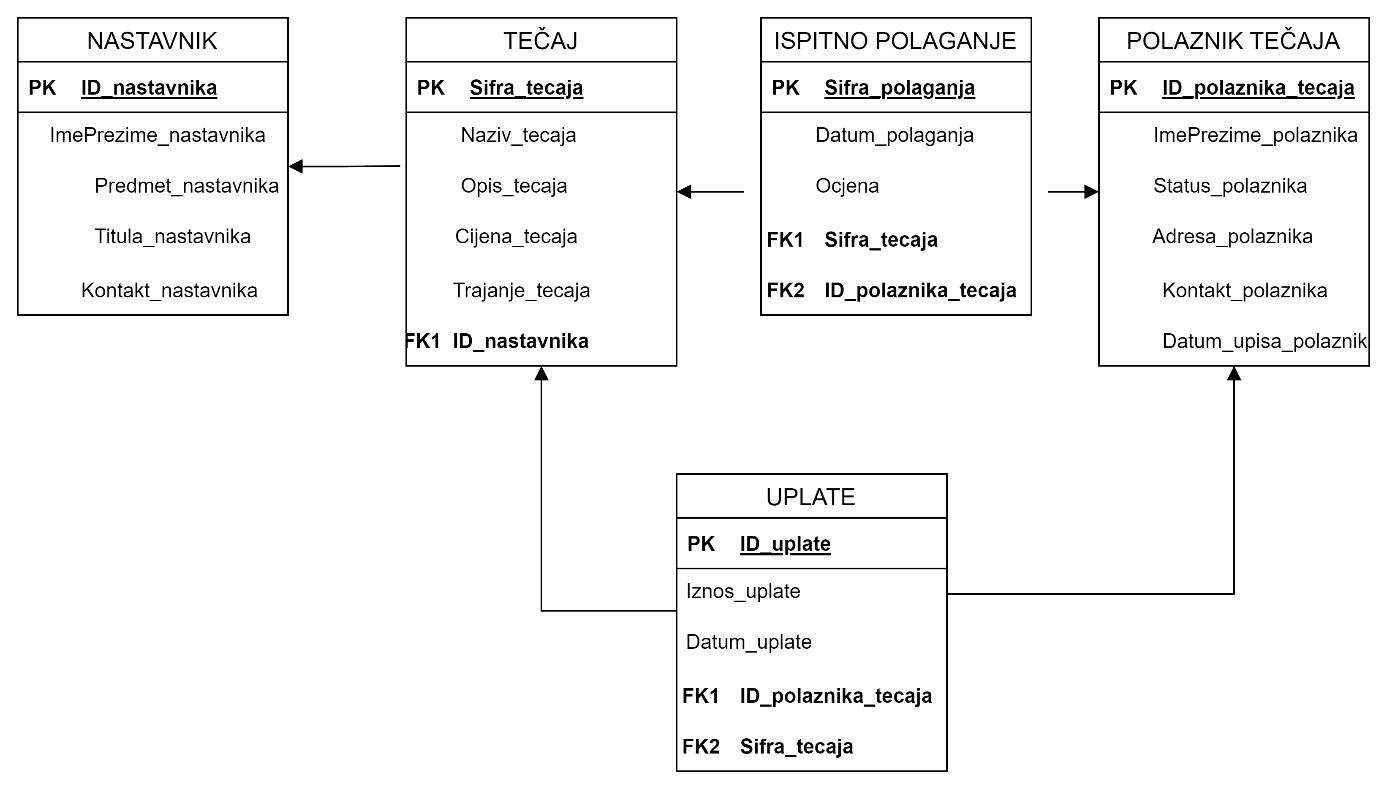 NASTAVNIK
PK ID_nastavnika
ImePrezime_nastavnika
Predmet_nastavnika
Titula_nastavnika
Kontakt_nastavnika
TEČAJ
PK Sifra_tecaja
Naziv_tecaja
Opis_tecaja
Cijena_tecaja
Trajanje_tecaja
FK1 ID_nastavnika
ISPITNO POLAGANJE
PK Sifra_polaganja
Datum_polaganja
Ocjena
FK1 Sifra_tecaja
FK2 ID_polaznika_tecaja
POLAZNIK TEČAJA
PK ID_polaznika_tecaja
ImePrezime_polaznika
Status_polaznika
Adresa_polaznika
Kontakt_polaznika
Datum_upisa_polaznik
UPLATE
PK ID_uplate
Iznos_uplate
Datum_uplate
FK1 ID_polaznika_tecaja
FK2 Sifra_tecaja